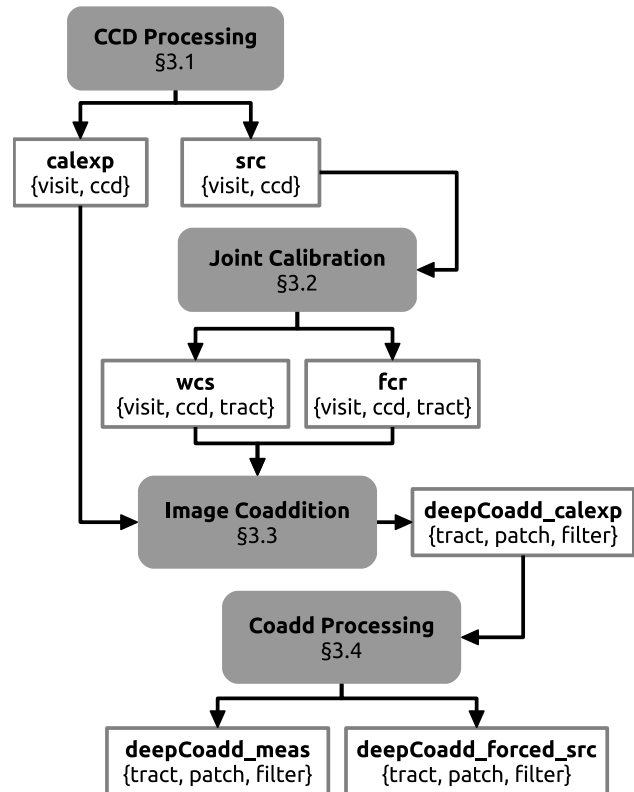 CCD Processing
§3.1
calexp
{visit, ccd}
src
{visit, ccd}
Joint Calibration
§3.2
wcs
{visit, ccd, tract}
fcr
{visit, ccd, tract}
Image Coaddition
§3.3
deepCoadd_calexp
{tract, patch, filter}
Coadd Processing
§3.4
deepCoadd_meas
{tract, patch, filter}
deepCoadd_forced_src
{tract, patch, filter}